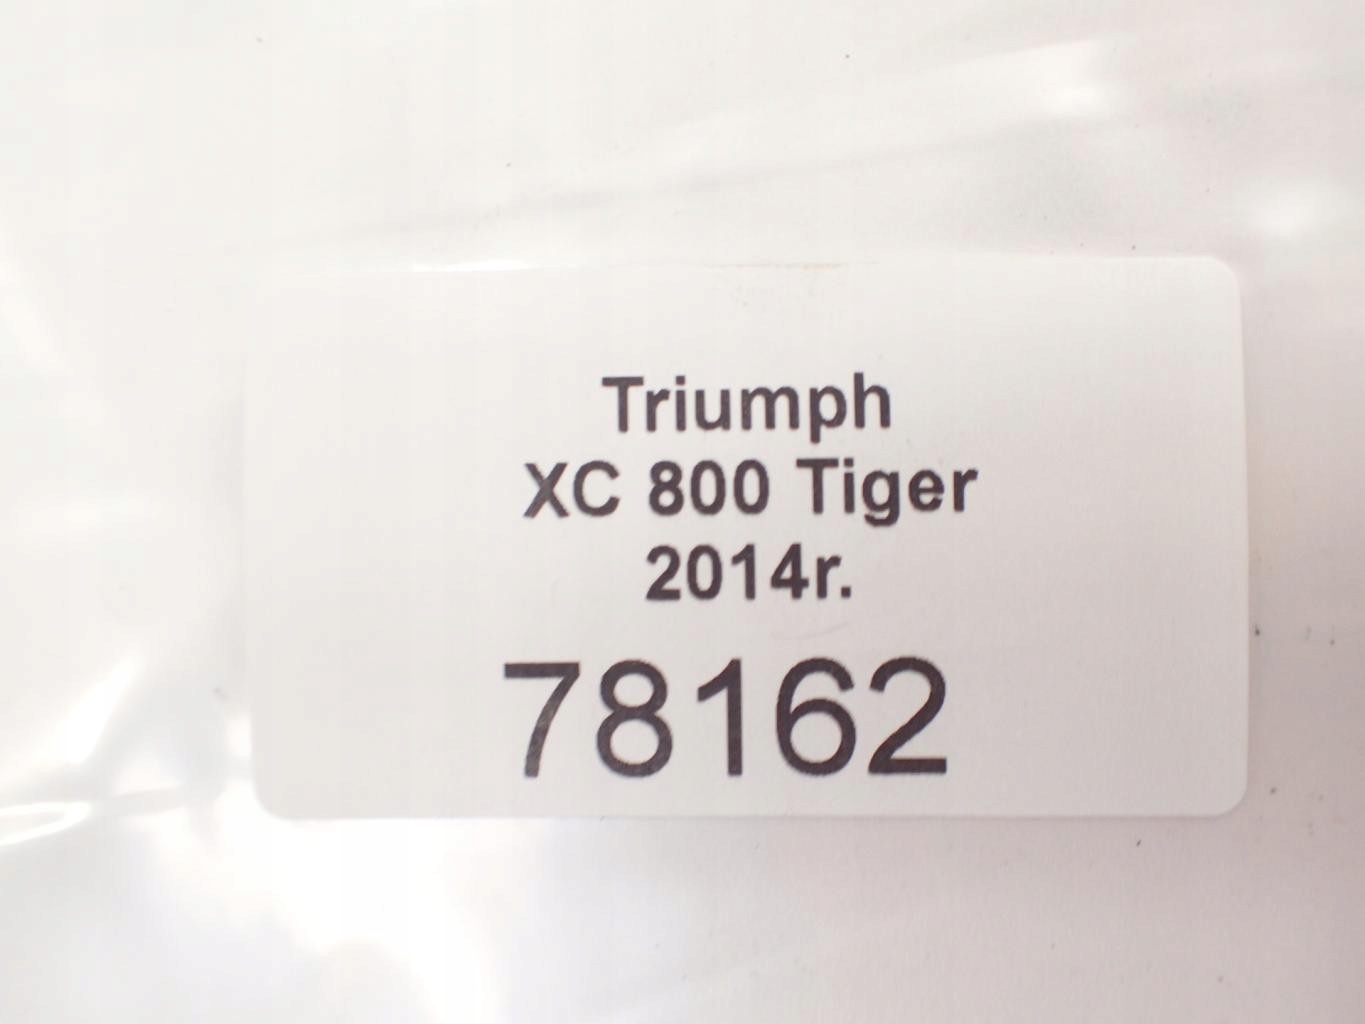 Triumph
XC 800 Tiger
2014r.
78162